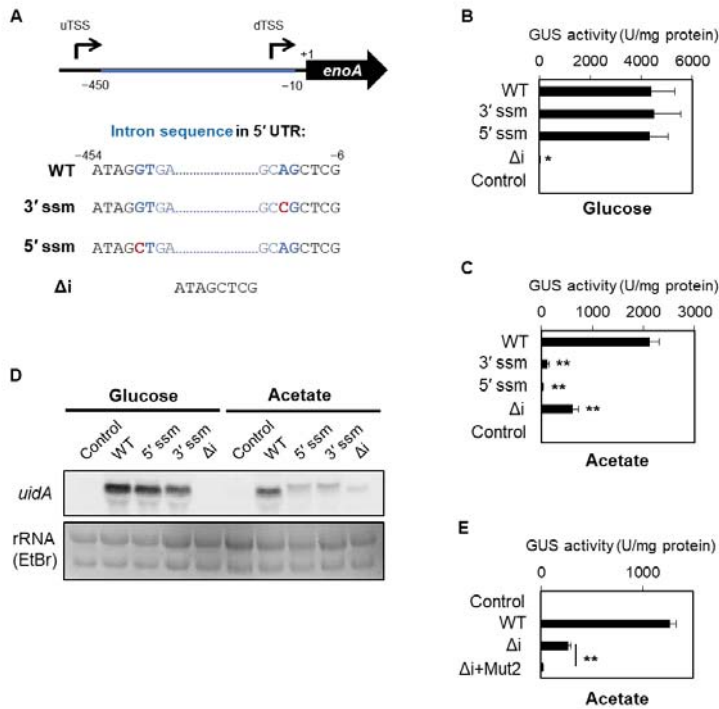 A
uTSS
dTSS
+1
enoA
−450
−10
Intron sequence in 5′ UTR:
−454
−6
WT ATAGGTGA...................GCAGCTCG
3′ ssm ATAGGTGA...................GCCGCTCG
5′ ssm ATAGCTGA...................GCAGCTCG
Δi ATAGCTCG
B
GUS activity (U/mg protein)
0 2000 4000 6000
WT
3′ ssm
5′ ssm
Δi *
Control
Glucose
C
GUS activity (U/mg protein)
0 1000 2000 3000
WT
3′ ssm **
5′ ssm **
Δi **
Control
Acetate
D
Glucose Acetate
Control WT 5′ ssm 3′ ssm Δi Control WT 5′ ssm 3′ ssm Δi
uidA
rRNA
(EtBr)
E
GUS activity (U/mg protein)
0 1000
Control
WT
Δi
**
Δi+Mut2
Acetate